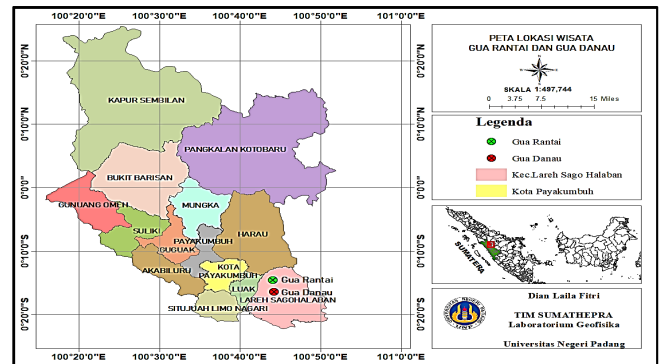 100°20'0"E 100°30'0"E 100°40'0"E 100°50'0"E 101°0'0"E
0°20'0"N
0°10'0"N
0°0'0"
0°10'0"S
0°20'0"S
KAPUR SEMBILAN
PANGKALAN KOTOBARU
BUKIT BARISAN
GUNUANG OMEH
MUNGKA
SULIKI
PAYAKUMBUH
HARAU
GUGUAK
AKABILURU
KOTA
PAYAKUMBUH
Gua Rantai
LUAK
Gua Danau
LAREH SAGOHALABAN
SITUJUAH LIMO NAGARI
100°20'0"E 100°30'0"E 100°40'0"E 100°50'0"E 101°0'0"E
0°20'0"N
0°10'0"N
0°0'0"
0°10'0"S
0°20'0"S
PETA LOKASI WISATA
GUA RANTAI DAN GUA DANAU
SKALA 1:497,744
0 3.75 7.5 15 Miles
Legenda
Gua Rantai
Gua Danau
Kec.Lareh Sago Halaban
Kota Payakumbuh
SUMATERA
Dian Laila Fitri
TIM SUMATHEPRA
Laboratorium Geofisika
Universitas Negeri Padang